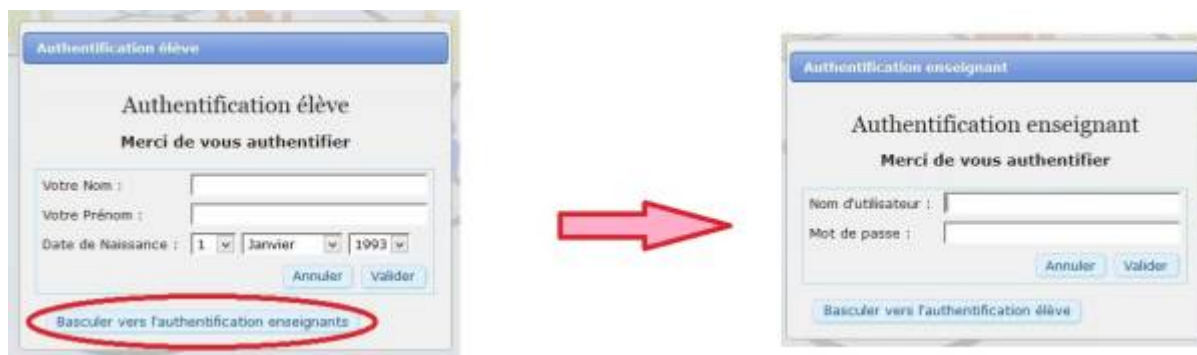 Authentification élève
Authentification élève
Merci de vous authentifier
Votre Nom :
Votre Prénom :
Date de Naissance : 1 Janvier 1993
Annuler Valider
Basculer vers l'authentification enseignants
Authentification enseignant
Authentification enseignant
Merci de vous authentifier
Nom d'utilisateur :
Mot de passe :
Annuler Valider
Basculer vers l'authentification élève